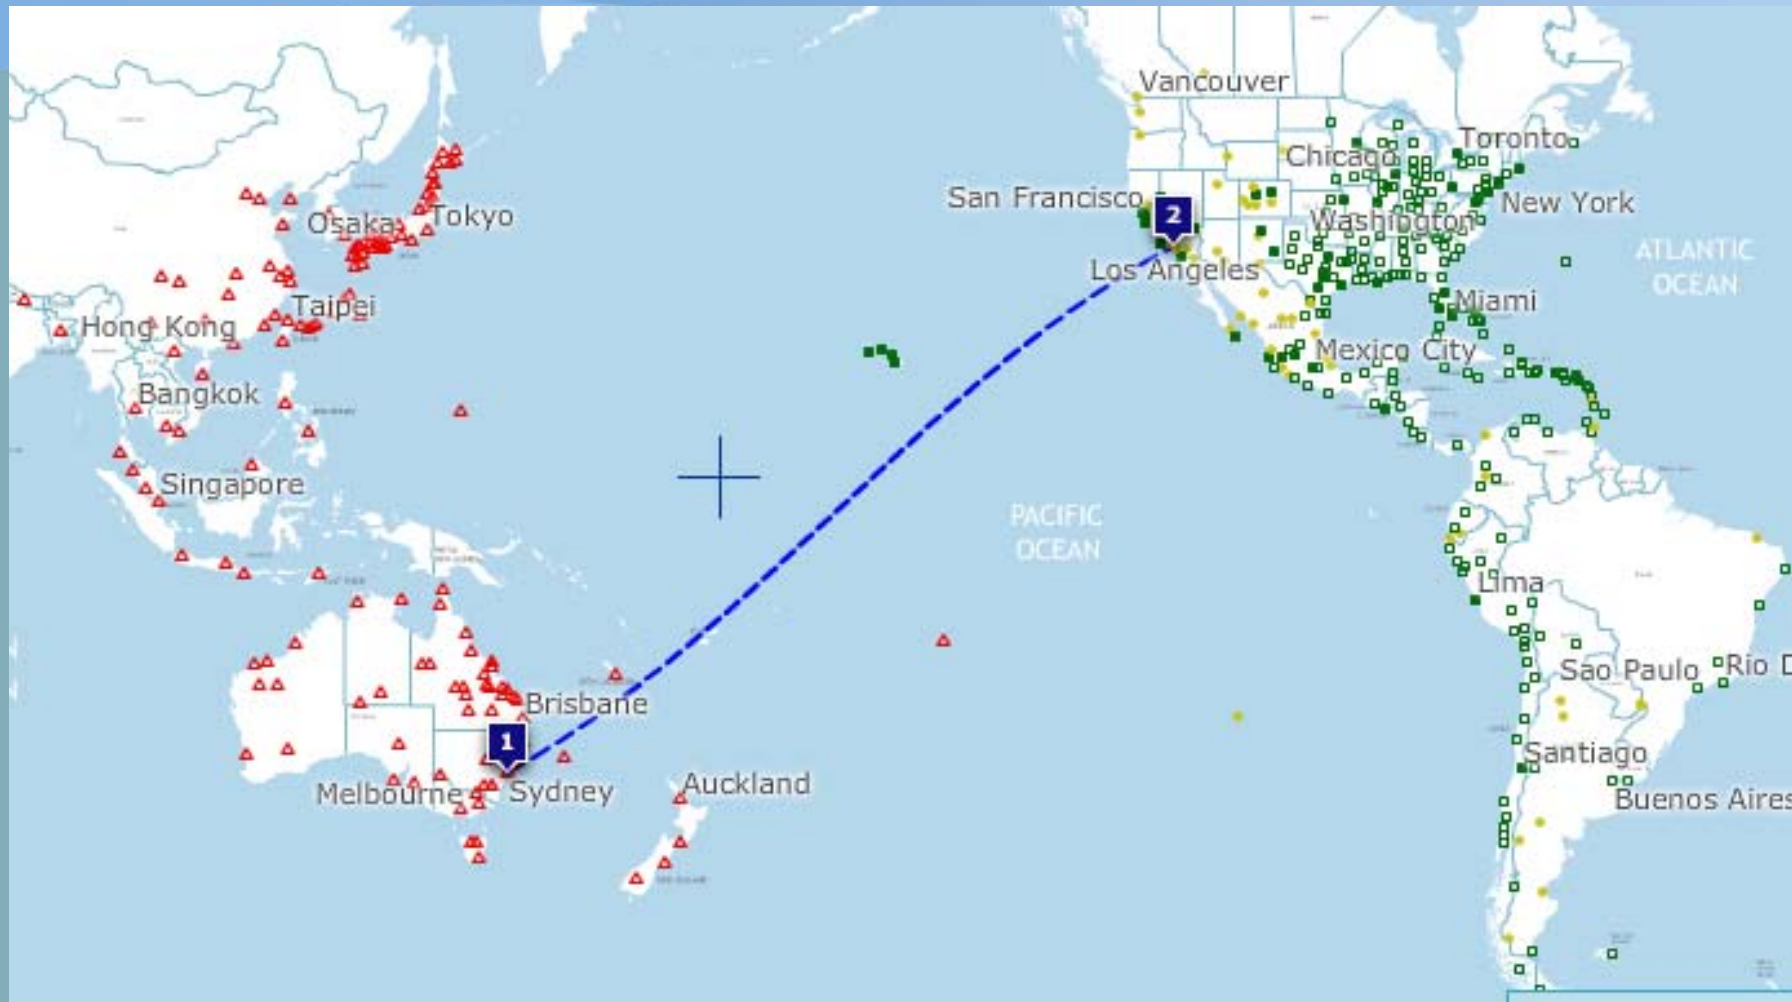 Vancouver
Toronto
Chicago
San Francisco
2
New York
Osaka
Tokyo
Washington
ATLANTIC
OCEAN
Los Angeles
Taipei
Miami
Hong Kong
Mexico City
Bangkok
Singapore
PACIFIC
OCEAN
Lima
Sao Paulo
Rio D
Brisbane
1
Santiago
Melbourne
Sydney
Auckland
Buenos Aires